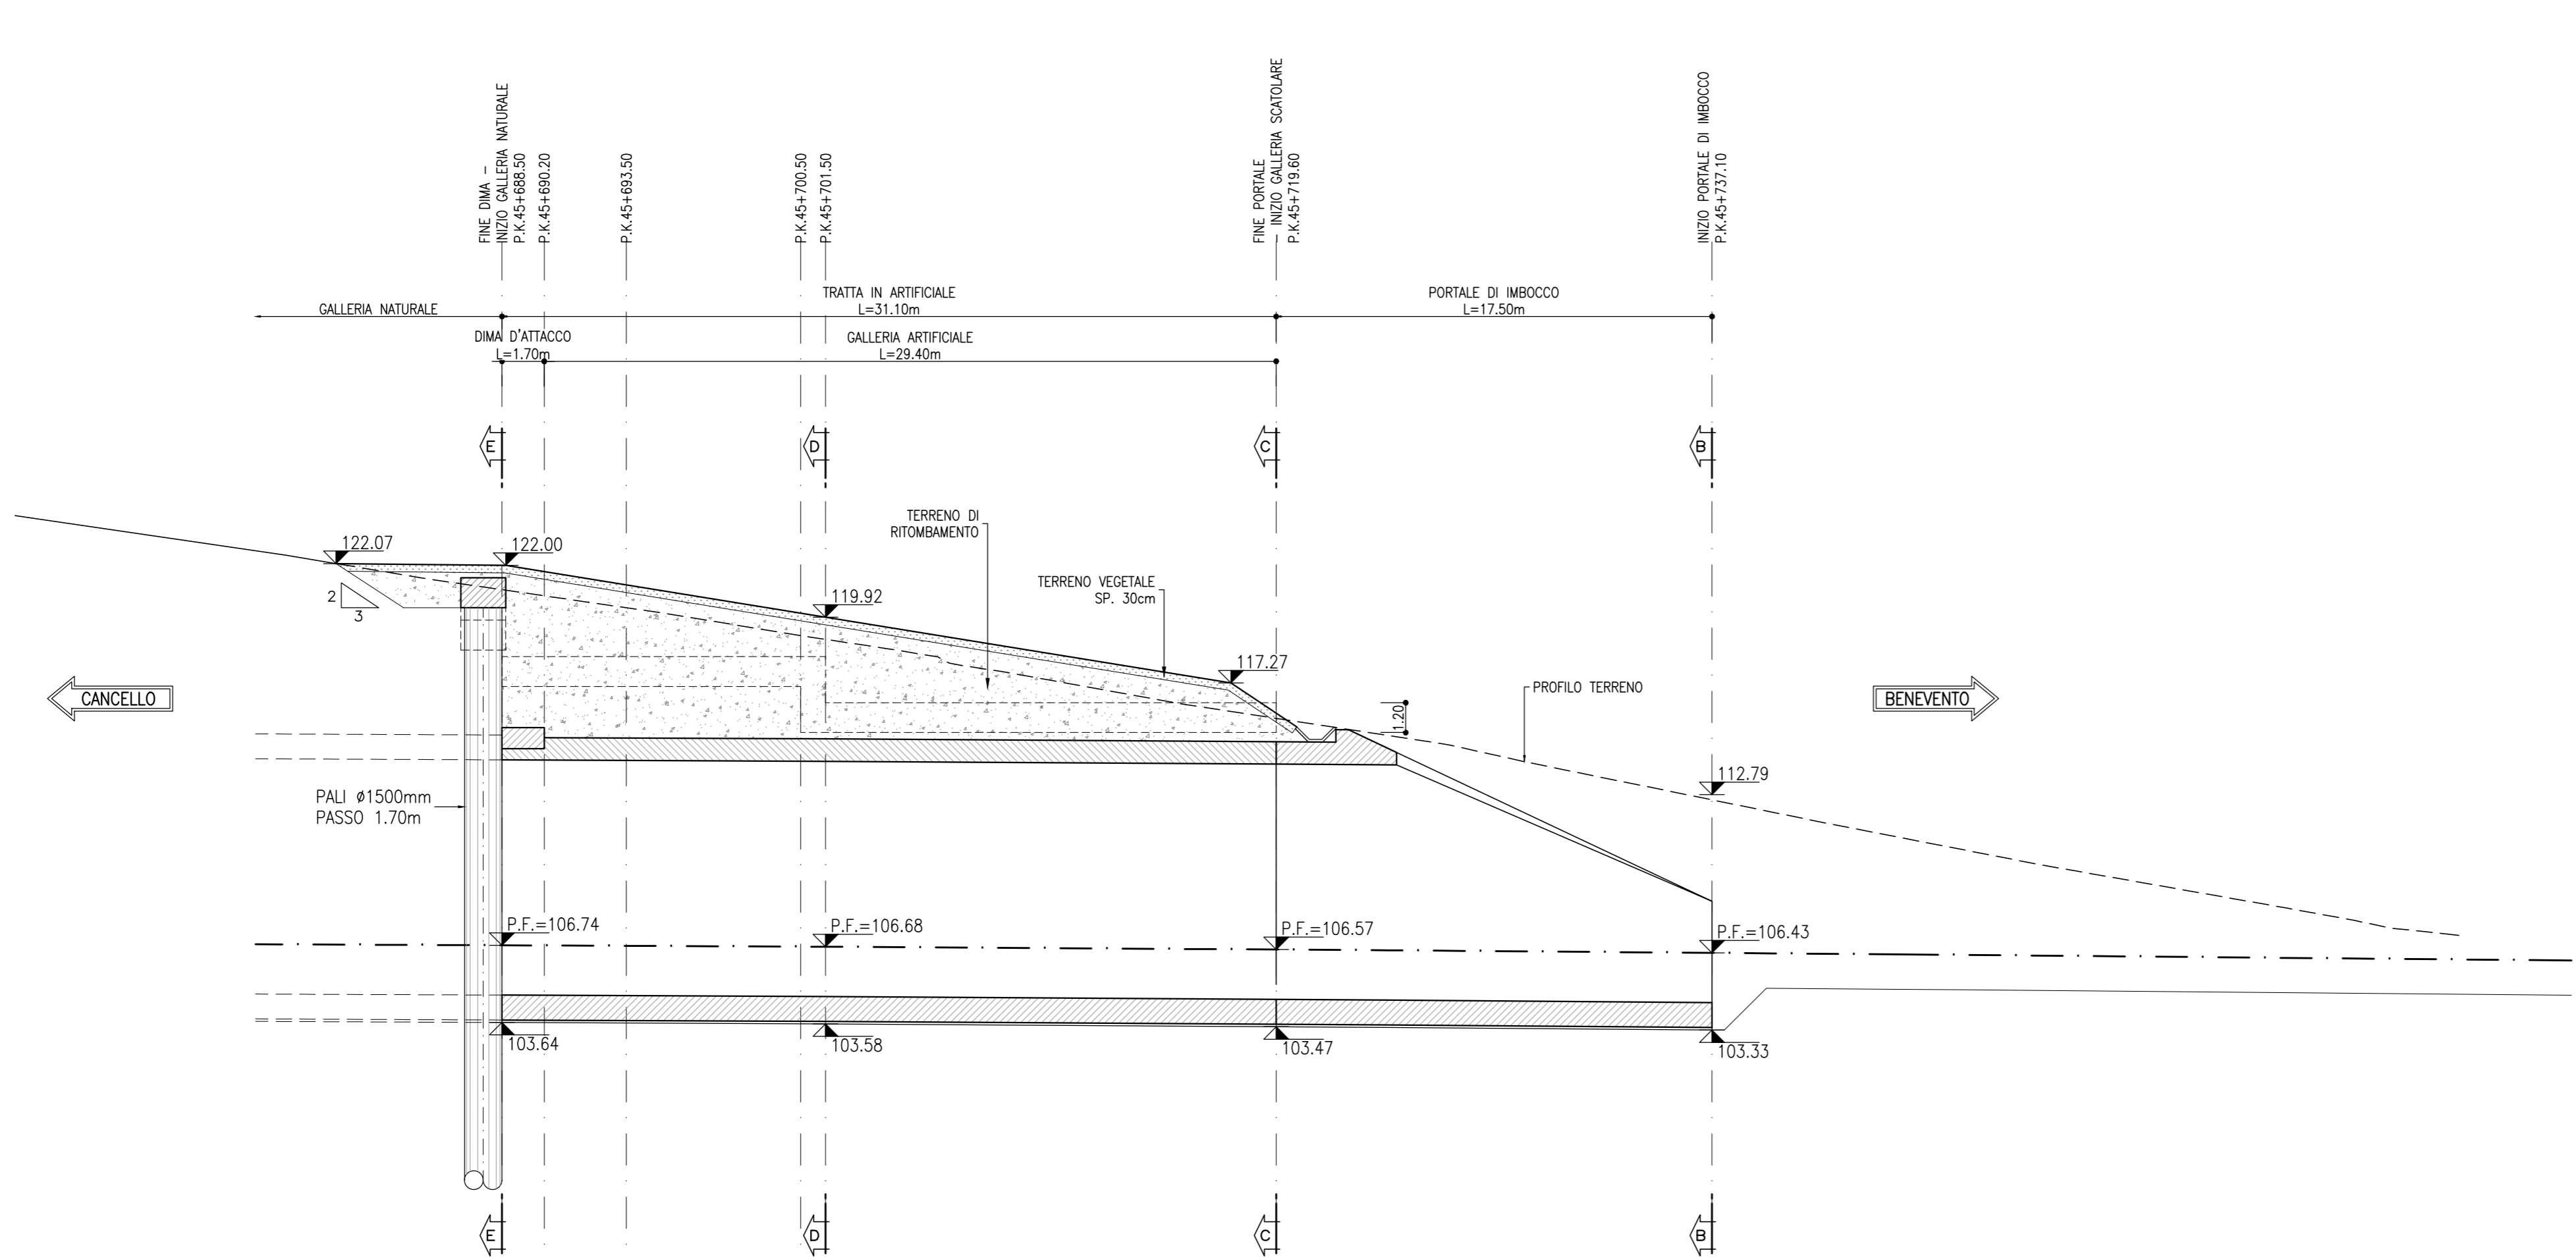 FINE DIMA -
INIZIO GALLERIA NATURALE
P.K.45+688.50
P.K.45+690.20
P.K.45+693.50
P.K.45+700.50
P.K.45+701.50
FINE PORTALE
- INIZIO GALLERIA SCATOLARE
P.K.45+719.60
INIZIO PORTALE DI IMBOCCO
P.K.45+737.10
GALLERIA NATURALE
TRATTA IN ARTIFICIALE
L=31.10m
PORTALE DI IMBOCCO
L=17.50m
DIMA D'ATTACCO
L=1.70m
GALLERIA ARTIFICIALE
L=29.40m
E
D
C
B
TERRENO DI
RITOMBAMENTO
122.07
122.00
2
3
119.92
TERRENO VEGETALE
SP. 30cm
117.27
CANCELLO
1.20
PROFILO TERRENO
BENEVENTO
112.79
PALI ø1500mm
PASSO 1.70m
P.F.=106.74
P.F.=106.68
P.F.=106.57
P.F.=106.43
103.64
103.58
103.47
103.33
E
D
C
B